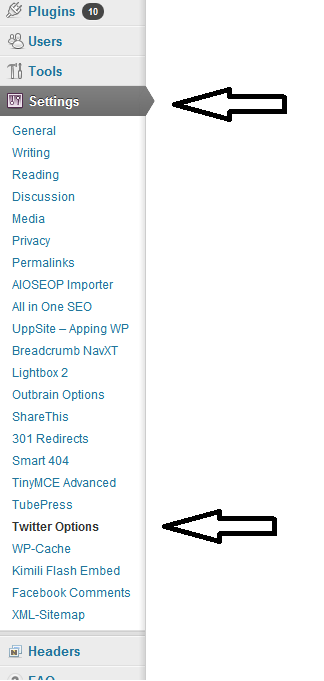 Plugins 10
Users
Tools
Settings
General
Writing
Reading
Discussion
Media
Privacy
Permalinks
AIOSEOP Importer
All in One SEO
UppSite – Apping WP
Breadcrumb NavXT
Lightbox 2
Outbrain Options
ShareThis
301 Redirects
Smart 404
TinyMCE Advanced
TubePress
Twitter Options
WP-Cache
Kimili Flash Embed
Facebook Comments
XML-Sitemap
Headers
FAQ